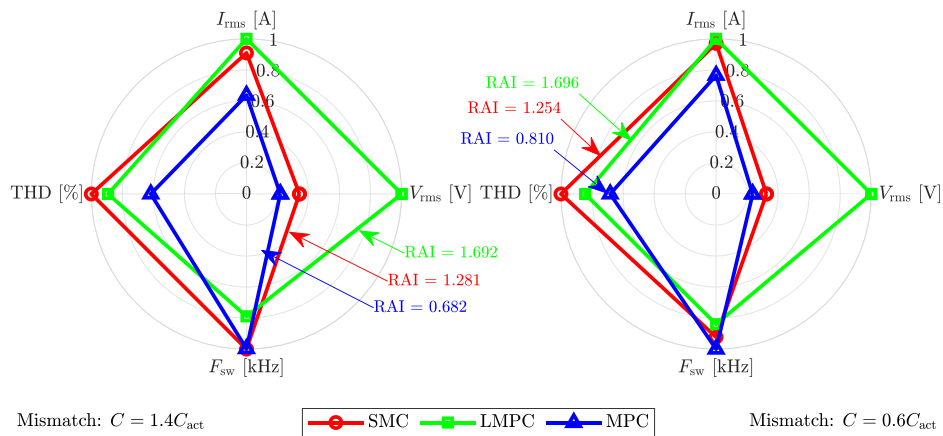 I_rms [A]
1
0.8
0.6
0.4
0.2
0
THD [%]
V_rms [V]
F_sw [kHz]
RAI = 1.692
RAI = 1.281
RAI = 0.682
I_rms [A]
1
0.8
0.6
0.4
0.2
0
THD [%]
V_rms [V]
F_sw [kHz]
RAI = 1.696
RAI = 1.254
RAI = 0.810
Mismatch: C = 1.4C_act
SMC LMPC MPC
Mismatch: C = 0.6C_act